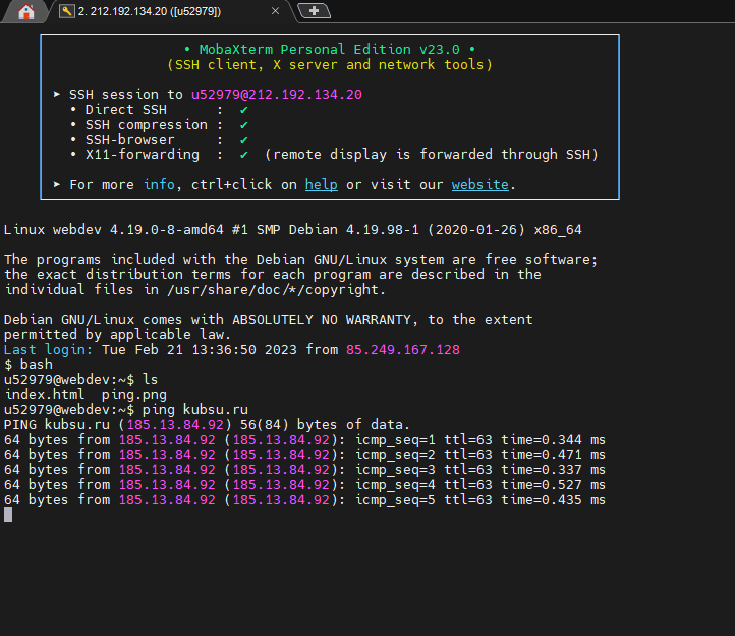 2. 212.192.134.20 ([u52979])
• MobaXterm Personal Edition v23.0 •
(SSH client, X server and network tools)
➤ SSH session to u52979@212.192.134.20
• Direct SSH : ✔
• SSH compression : ✔
• SSH-browser : ✔
• X11-forwarding : ✔ (remote display is forwarded through SSH)
➤ For more info, ctrl+click on help or visit our website.
Linux webdev 4.19.0-8-amd64 #1 SMP Debian 4.19.98-1 (2020-01-26) x86_64
The programs included with the Debian GNU/Linux system are free software;
the exact distribution terms for each program are described in the
individual files in /usr/share/doc/*/copyright.
Debian GNU/Linux comes with ABSOLUTELY NO WARRANTY, to the extent
permitted by applicable law.
Last login: Tue Feb 21 13:36:50 2023 from 85.249.167.128
$ bash
u52979@webdev:~$ ls
index.html  ping.png
u52979@webdev:~$ ping kubsu.ru
PING kubsu.ru (185.13.84.92) 56(84) bytes of data.
64 bytes from 185.13.84.92 (185.13.84.92): icmp_seq=1 ttl=63 time=0.344 ms
64 bytes from 185.13.84.92 (185.13.84.92): icmp_seq=2 ttl=63 time=0.471 ms
64 bytes from 185.13.84.92 (185.13.84.92): icmp_seq=3 ttl=63 time=0.337 ms
64 bytes from 185.13.84.92 (185.13.84.92): icmp_seq=4 ttl=63 time=0.527 ms
64 bytes from 185.13.84.92 (185.13.84.92): icmp_seq=5 ttl=63 time=0.435 ms